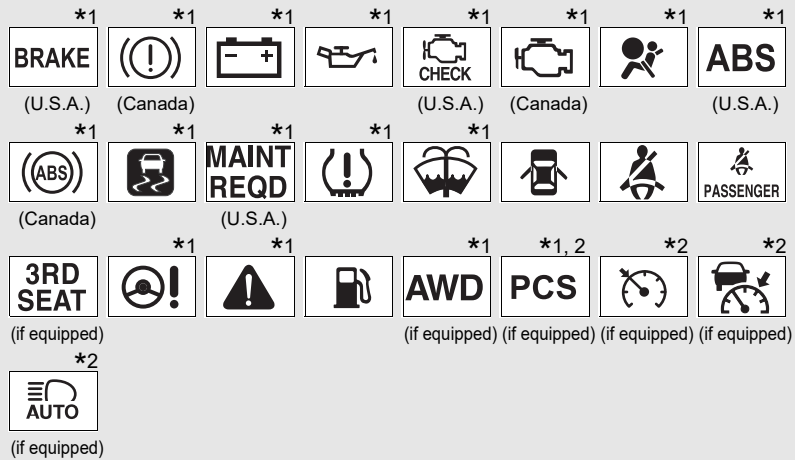 *1 *1 *1 *1 *1 *1 *1 *1
BRAKE - + CHECK ABS
(U.S.A.) (Canada) (U.S.A.) (Canada) (U.S.A.)
*1 *1 *1 *1 *1
(ABS) MAINT
REQD PASSENGER
(Canada) (U.S.A.)
*1 *1 *1 *1, 2 *2 *2
3RD
SEAT ! ! AWD PCS
(if equipped) (if equipped) (if equipped) (if equipped) (if equipped)
*2
AUTO
(if equipped)